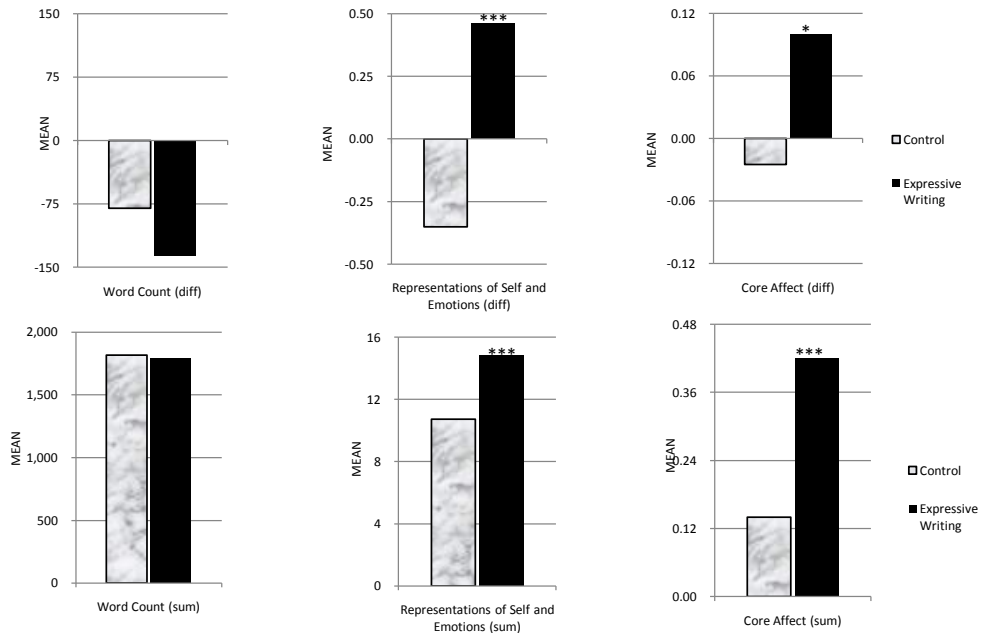 150
75
0
-75
-150
MEAN
Word Count (diff)
0.50
0.25
0.00
-0.25
-0.50
MEAN
***
Representations of Self and
Emotions (diff)
0.12
0.06
0.00
-0.06
-0.12
MEAN
*
Core Affect (diff)
Control
Expressive
Writing
2,000
1,500
1,000
500
0
MEAN
Word Count (sum)
16
12
8
4
0
MEAN
***
Representations of Self and
Emotions (sum)
0.48
0.36
0.24
0.12
0.00
MEAN
***
Core Affect (sum)
Control
Expressive
Writing